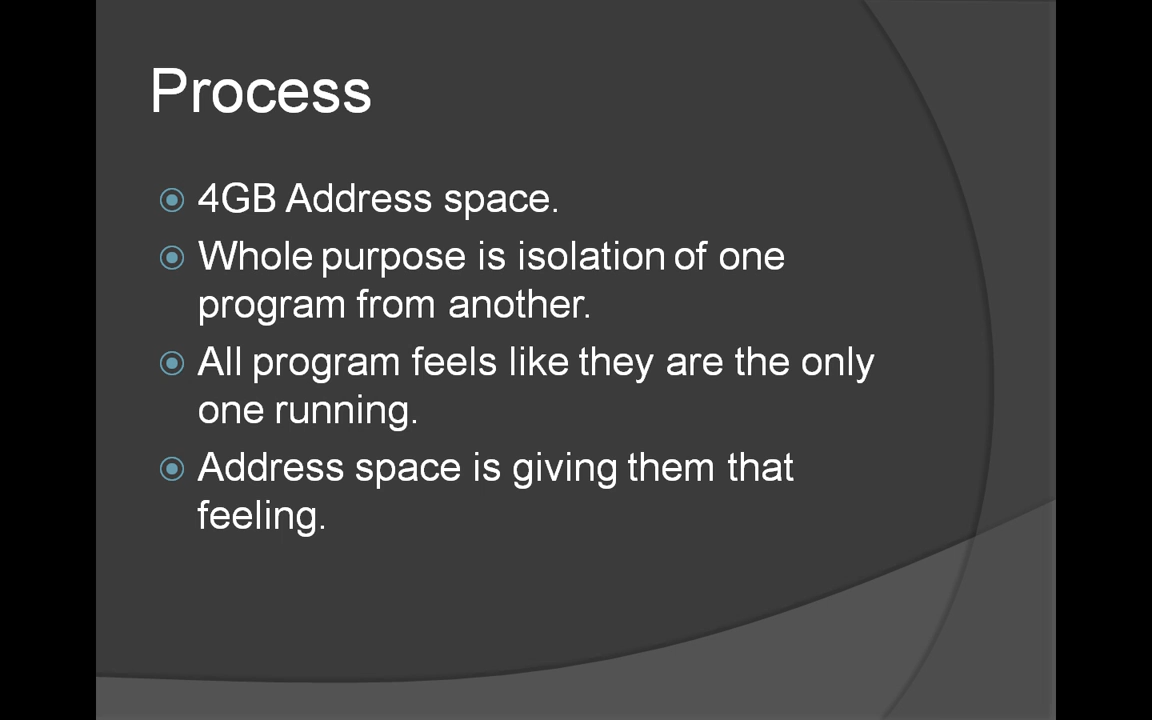 Process
4GB Address space.
Whole purpose is isolation of one
program from another.
All program feels like they are the only
one running.
Address space is giving them that
feeling.